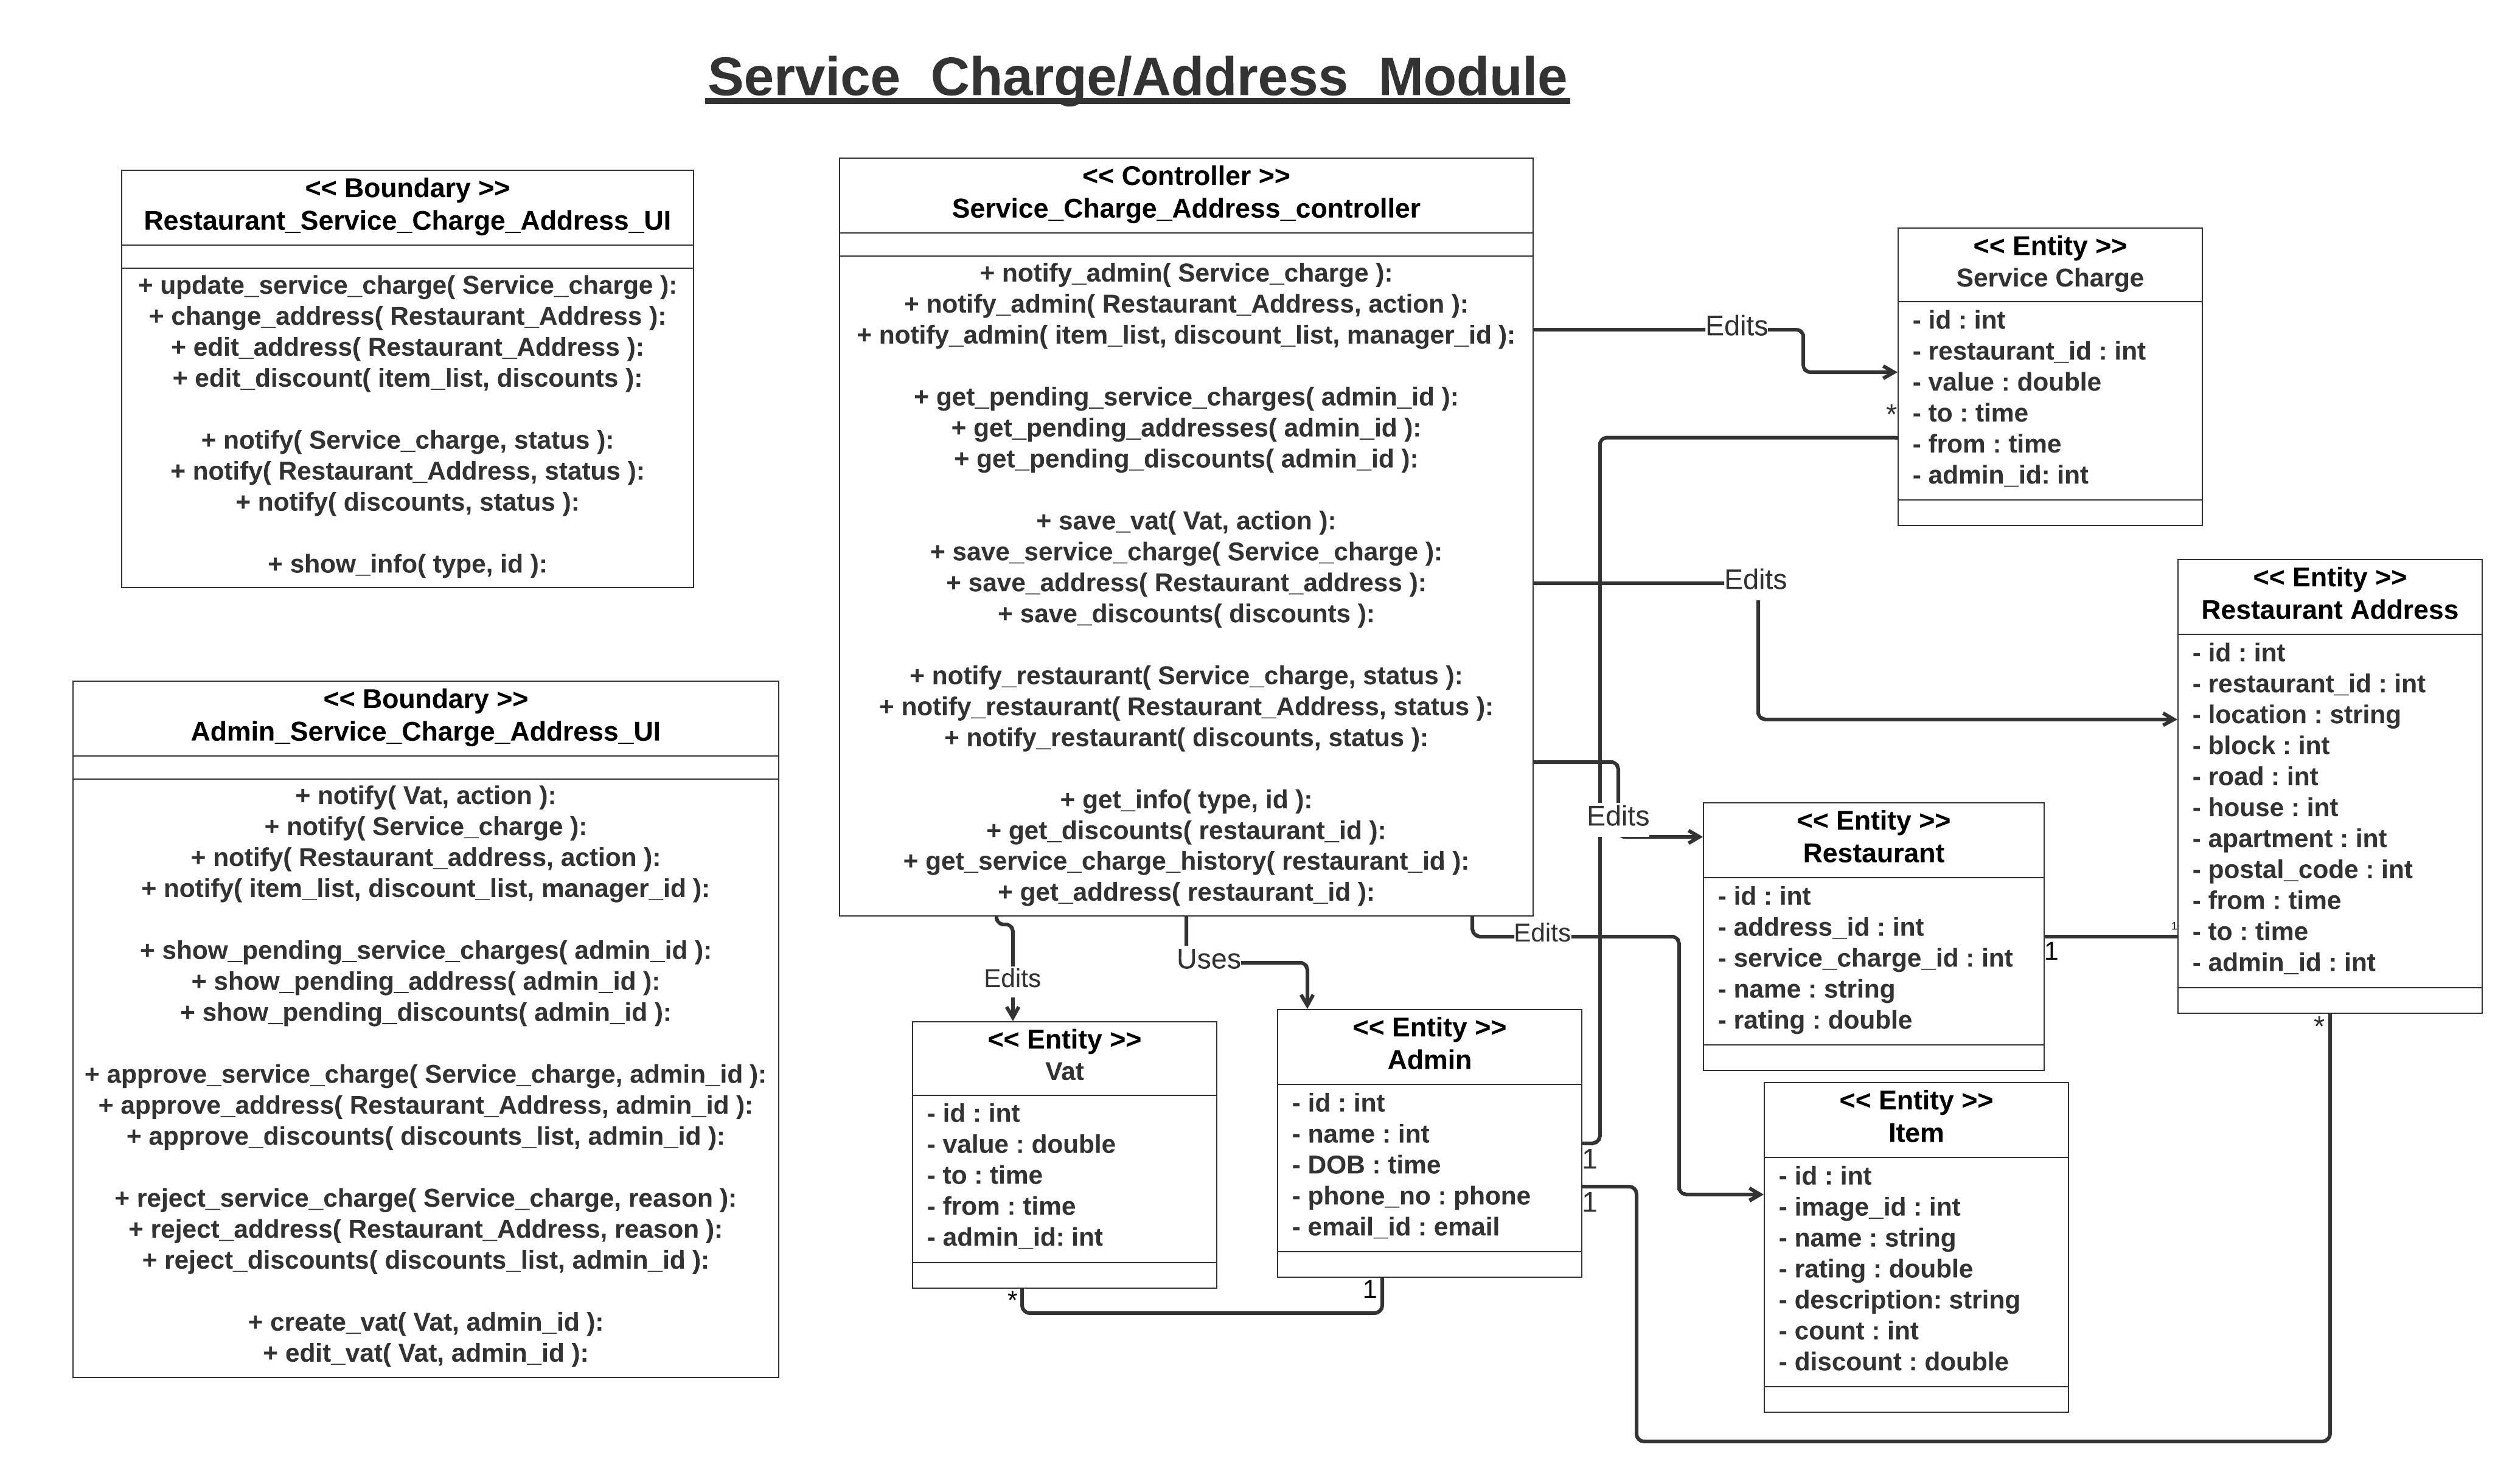 Service Charge/Address Module
<< Boundary >>
Restaurant_Service_Charge_Address_UI
+ update_service_charge( Service_charge ):
+ change_address( Restaurant_Address ):
+ edit_address( Restaurant_Address ):
+ edit_discount( item_list, discounts ):
+ notify( Service_charge, status ):
+ notify( Restaurant_Address, status ):
+ notify( discounts, status ):
+ show_info( type, id ):
<< Boundary >>
Admin_Service_Charge_Address_UI
+ notify( Vat, action ):
+ notify( Service_charge ):
+ notify( Restaurant_address, action ):
+ notify( item_list, discount_list, manager_id ):
+ show_pending_service_charges( admin_id ):
+ show_pending_address( admin_id ):
+ show_pending_discounts( admin_id ):
+ approve_service_charge( Service_charge, admin_id ):
+ approve_address( Restaurant_Address, admin_id ):
+ approve_discounts( discounts_list, admin_id ):
+ reject_service_charge( Service_charge, reason ):
+ reject_address( Restaurant_Address, reason ):
+ reject_discounts( discounts_list, admin_id ):
+ create_vat( Vat, admin_id ):
+ edit_vat( Vat, admin_id ):
<< Controller >>
Service_Charge_Address_controller
+ notify_admin( Service_charge ):
+ notify_admin( Restaurant_Address, action ):
+ notify_admin( item_list, discount_list, manager_id ):
+ get_pending_service_charges( admin_id ):
+ get_pending_addresses( admin_id ):
+ get_pending_discounts( admin_id ):
+ save_vat( Vat, action ):
+ save_service_charge( Service_charge ):
+ save_address( Restaurant_address ):
+ save_discounts( discounts ):
+ notify_restaurant( Service_charge, status ):
+ notify_restaurant( Restaurant_Address, status ):
+ notify_restaurant( discounts, status ):
+ get_info( type, id ):
+ get_discounts( restaurant_id ):
+ get_service_charge_history( restaurant_id ):
+ get_address( restaurant_id ):
Edits
Edits
Edits
Edits
Uses
Edits
<< Entity >>
Service Charge
- id : int
- restaurant_id : int
- value : double
- to : time
- from : time
- admin_id: int
*
<< Entity >>
Restaurant Address
- id : int
- restaurant_id : int
- location : string
- block : int
- road : int
- house : int
- apartment : int
- postal_code : int
- from : time
- to : time
- admin_id : int
1
*
<< Entity >>
Restaurant
- id : int
- address_id : int
- service_charge_id : int
- name : string
- rating : double
1
<< Entity >>
Vat
- id : int
- value : double
- to : time
- from : time
- admin_id: int
*
<< Entity >>
Admin
- id : int
- name : int
- DOB : time
- phone_no : phone
- email_id : email
1
1
1
<< Entity >>
Item
- id : int
- image_id : int
- name : string
- rating : double
- description: string
- count : int
- discount : double